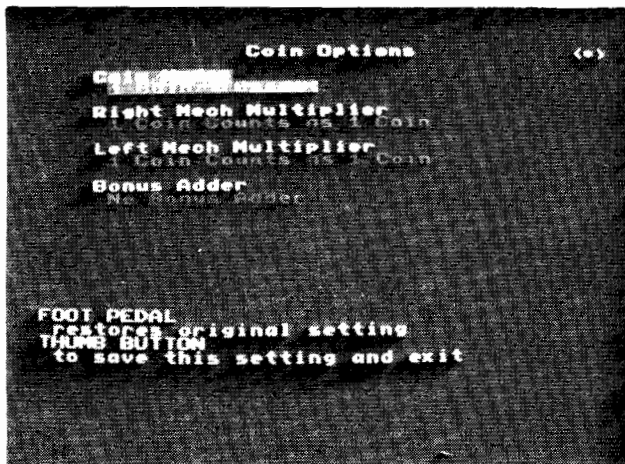 Coin Options
<•>
Right Mech Multiplier
1 Coin Counts as 1 Coin
Left Mech Multiplier
1 Coin Counts as 1 Coin
Bonus Adder
No Bonus Adder
FOOT PEDAL
restores original setting
THUMB BUTTON
to save this setting and exit